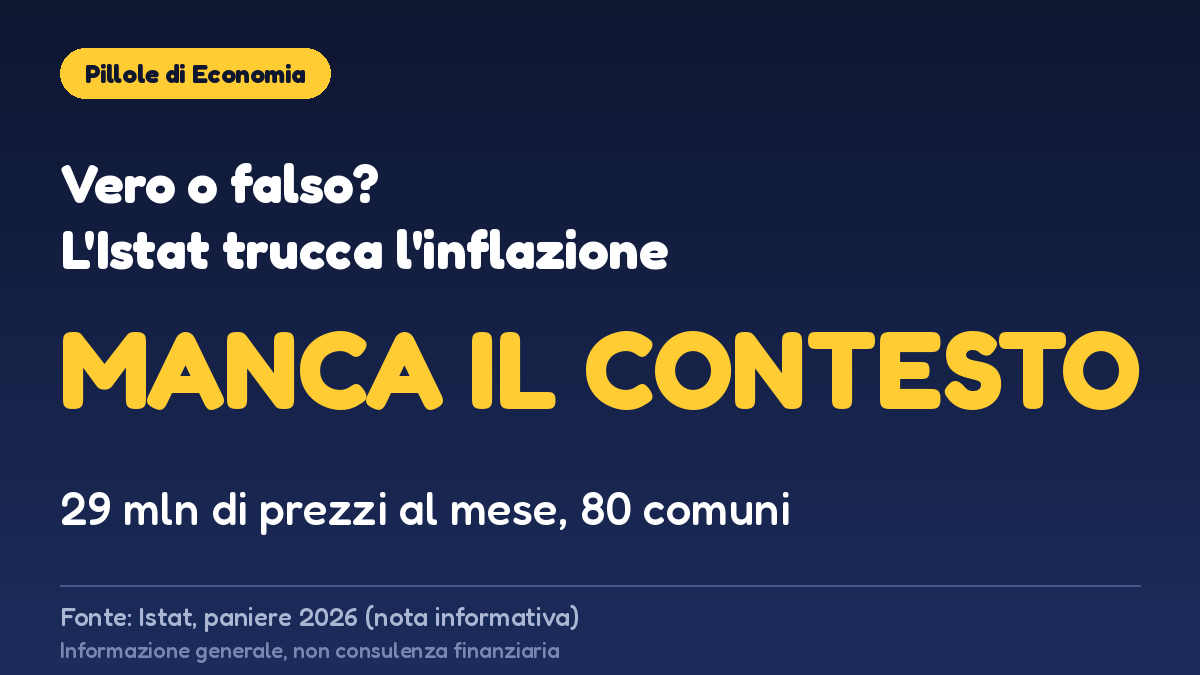 Pillole di Economia
Vero o falso?
L'Istat trucca l'inflazione
MANCA IL CONTESTO
29 mln di prezzi al mese, 80 comuni
Fonte: Istat, paniere 2026 (nota informativa)
Informazione generale, non consulenza finanziaria